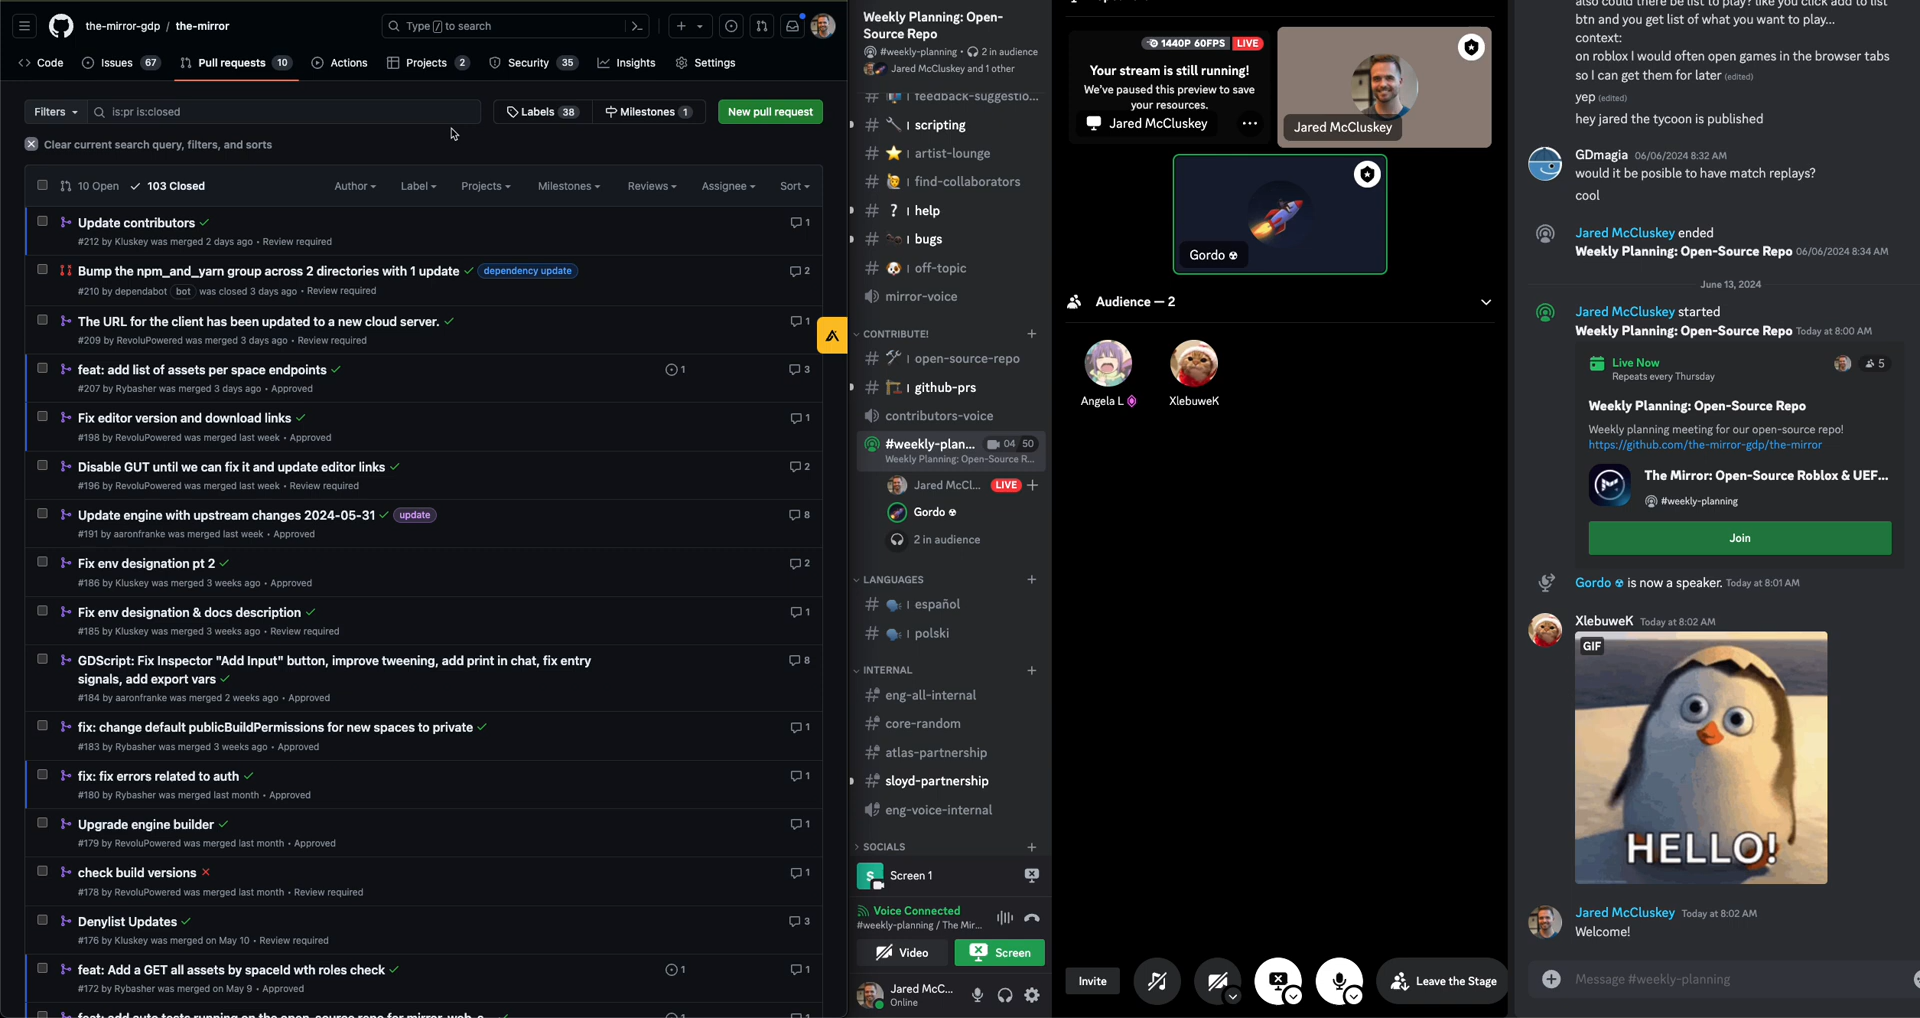 the-mirror-gdp / the-mirror
Type / to search
Code
Issues 67
Pull requests 10
Actions
Projects 2
Security 35
Insights
Settings
Filters
is:pr is:closed
Labels 38
Milestones 1
New pull request
Clear current search query, filters, and sorts
10 Open
103 Closed
Author
Label
Projects
Milestones
Reviews
Assignee
Sort
Update contributors
1
#212 by Kluskey was merged 2 days ago • Review required
Bump the npm_and_yarn group across 2 directories with 1 update
dependency update
2
#210 by dependabot bot was closed 3 days ago • Review required
The URL for the client has been updated to a new cloud server.
1
#209 by RevoluPowered was merged 3 days ago • Review required
feat: add list of assets per space endpoints
1
3
#207 by Rybasher was merged 3 days ago • Approved
Fix editor version and download links
1
#198 by RevoluPowered was merged last week • Approved
Disable GUT until we can fix it and update editor links
2
#196 by RevoluPowered was merged last week • Review required
Update engine with upstream changes 2024-05-31
update
8
#191 by aaronfranke was merged last week • Approved
Fix env designation pt 2
2
#186 by Kluskey was merged 3 weeks ago • Approved
Fix env designation & docs description
1
#185 by Kluskey was merged 3 weeks ago • Review required
GDScript: Fix Inspector "Add Input" button, improve tweening, add print in chat, fix entry
signals, add export vars
8
#184 by aaronfranke was merged 2 weeks ago • Approved
fix: change default publicBuildPermissions for new spaces to private
1
#183 by Rybasher was merged 3 weeks ago • Approved
fix: fix errors related to auth
1
#180 by Rybasher was merged last month • Approved
Upgrade engine builder
1
#179 by RevoluPowered was merged last month • Approved
check build versions
1
#178 by RevoluPowered was merged last month • Review required
Denylist Updates
3
#176 by Kluskey was merged on May 10 • Review required
feat: Add a GET all assets by spaceId wth roles check
1
1
#172 by Rybasher was merged on May 9 • Approved
Weekly Planning: Open-
Source Repo
#weekly-planning • 2 in audience
Jared McCluskey and 1 other
feedback-suggestio...
scripting
artist-lounge
find-collaborators
help
bugs
off-topic
mirror-voice
CONTRIBUTE!
open-source-repo
github-prs
contributors-voice
#weekly-plan...
04 50
Weekly Planning: Open-Source R...
Jared McCl...
LIVE
Gordo ☢
2 in audience
LANGUAGES
español
polski
INTERNAL
eng-all-internal
core-random
atlas-partnership
sloyd-partnership
eng-voice-internal
SOCIALS
S
Screen 1
Voice Connected
#weekly-planning / The Mir...
Video
Screen
Jared McC...
Online
1440P 60FPS
LIVE
Your stream is still running!
We've paused this preview to save
your resources.
Jared McCluskey
Jared McCluskey
Gordo ☢
Audience — 2
Angela L
XlebuweK
Invite
Leave the Stage
btn and you get list of what you want to play...
context:
on roblox I would often open games in the browser tabs
so I can get them for later (edited)
yep (edited)
hey jared the tycoon is published
GDmagia 06/06/2024 8:32 AM
would it be posible to have match replays?
cool
Jared McCluskey ended
Weekly Planning: Open-Source Repo 06/06/2024 8:34 AM
June 13, 2024
Jared McCluskey started
Weekly Planning: Open-Source Repo Today at 8:00 AM
Live Now
Repeats every Thursday
5
Weekly Planning: Open-Source Repo
Weekly planning meeting for our open-source repo!
https://github.com/the-mirror-gdp/the-mirror
The Mirror: Open-Source Roblox & UEF...
#weekly-planning
Join
Gordo ☢ is now a speaker. Today at 8:01 AM
XlebuweK Today at 8:02 AM
GIF
HELLO!
Jared McCluskey Today at 8:02 AM
Welcome!
Message #weekly-planning